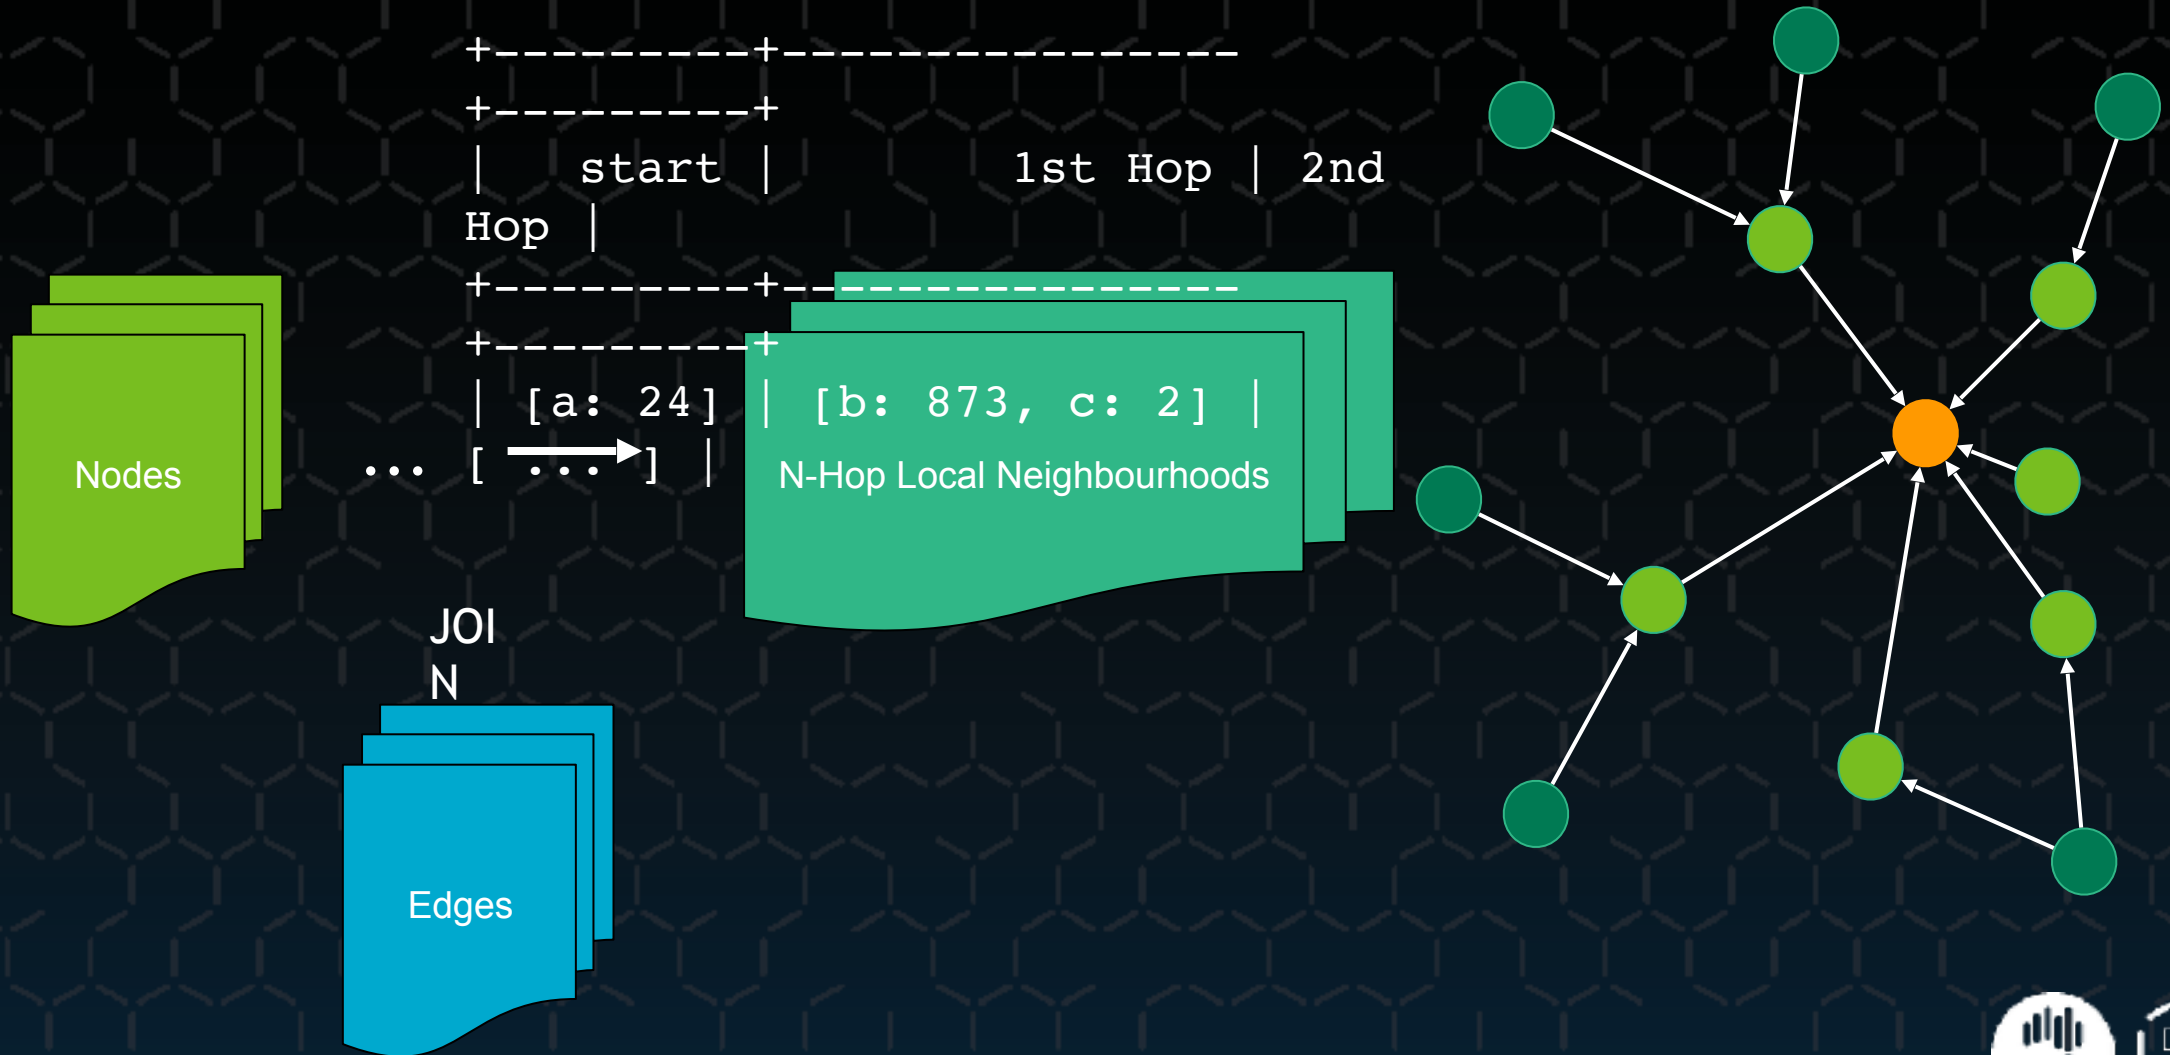 +---------+----------------
+---------+
|   start |        1st Hop | 2nd
Hop |
+---------+----------------
+---------+
| [a: 24] | [b: 873, c: 2] |
... [ ... ] |
Nodes
N-Hop Local Neighbourhoods
JOI
N
Edges